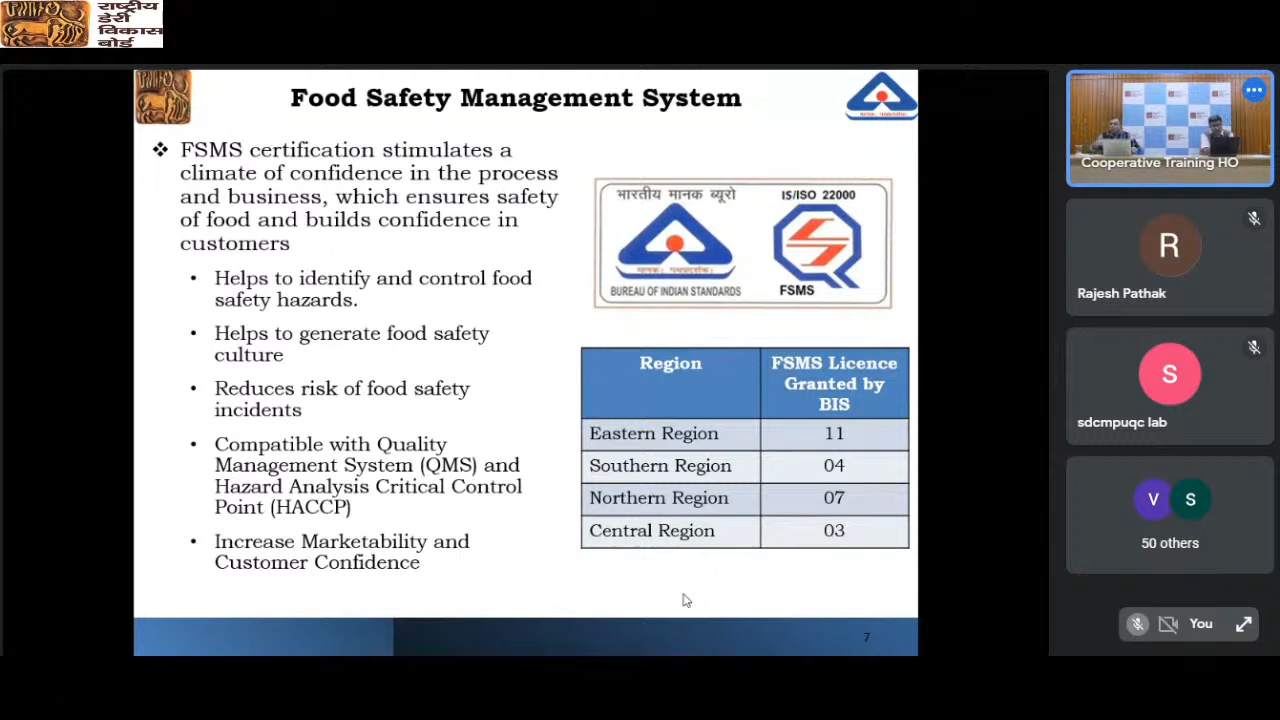 राष्ट्रीय
डेरी
विकास
बोर्ड
Food Safety Management System
❖ FSMS certification stimulates a
climate of confidence in the process
and business, which ensures safety
of food and builds confidence in
customers
• Helps to identify and control food
safety hazards.
• Helps to generate food safety
culture
• Reduces risk of food safety
incidents
• Compatible with Quality
Management System (QMS) and
Hazard Analysis Critical Control
Point (HACCP)
• Increase Marketability and
Customer Confidence
भारतीय मानक ब्यूरो
IS/ISO 22000
मानक: पथप्रदर्शक:
BUREAU OF INDIAN STANDARDS
FSMS
Region FSMS Licence
Granted by
BIS
Eastern Region 11
Southern Region 04
Northern Region 07
Central Region 03
7
Cooperative Training HO
R
Rajesh Pathak
S
sdcmpuqc lab
V S
50 others
You